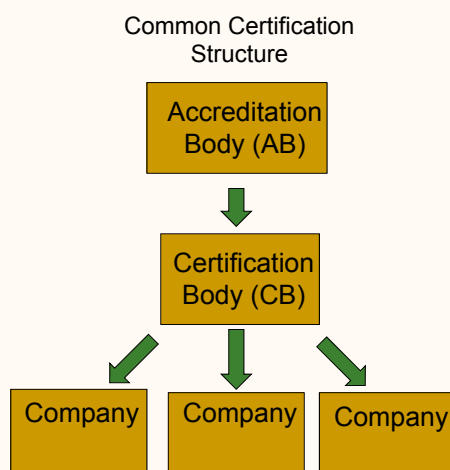 Common Certification
Structure
Accreditation
Body (AB)
Certification
Body (CB)
Company
Company
Company